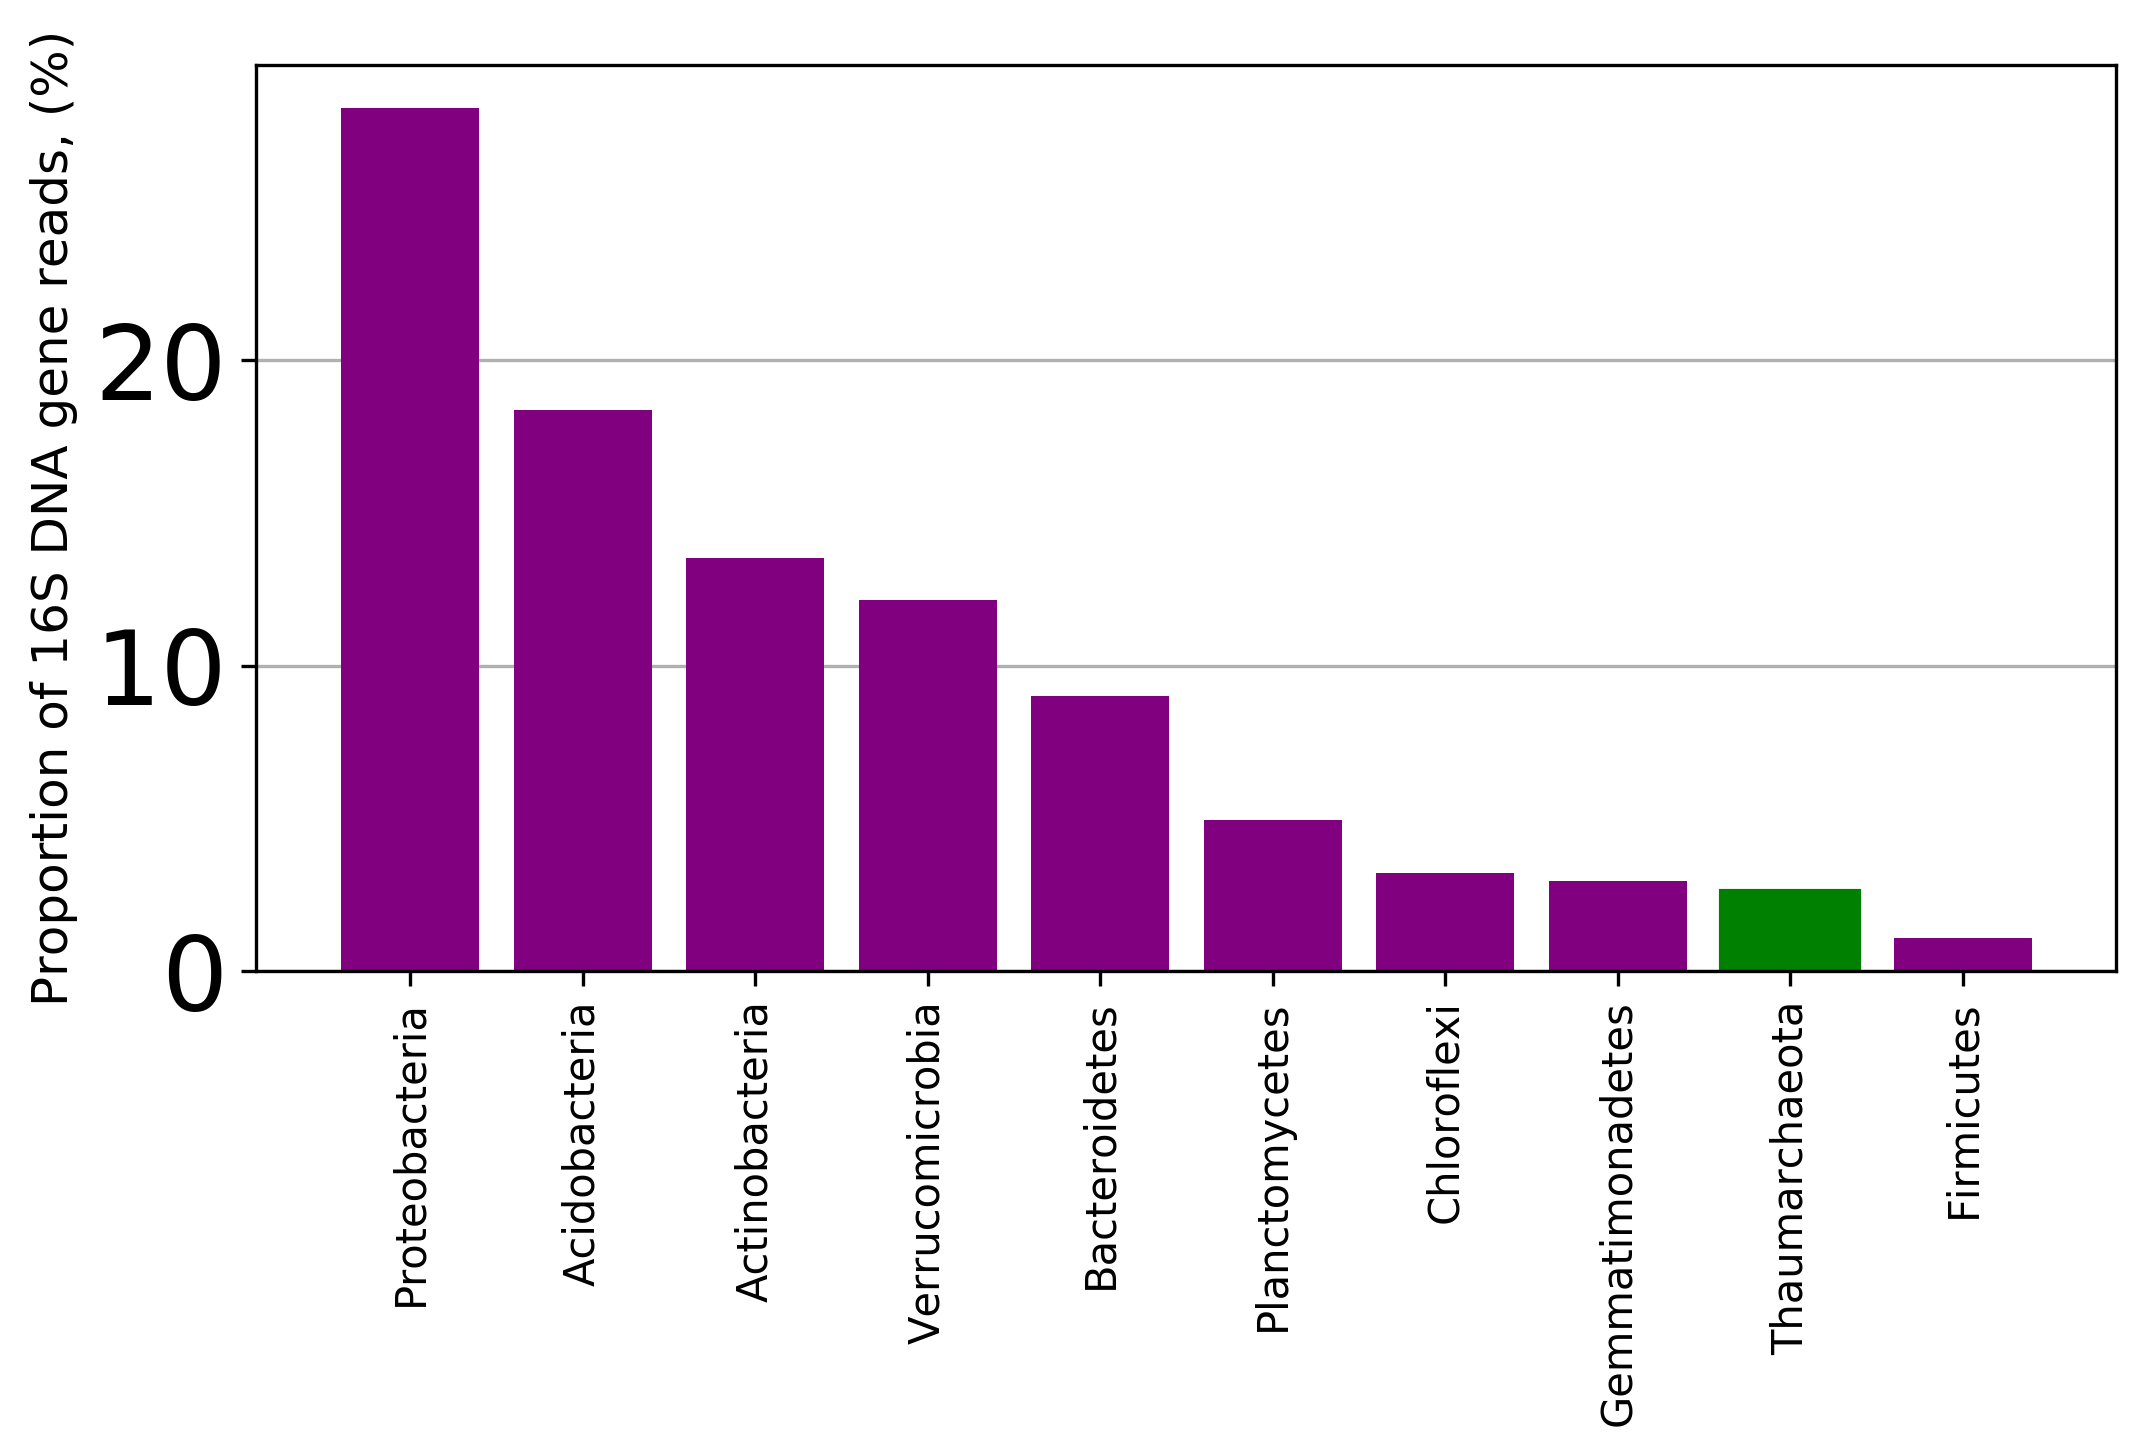 Proportion of 16S DNA gene reads, (%)
20
10
0
Proteobacteria
Acidobacteria
Actinobacteria
Verrucomicrobia
Bacteroidetes
Planctomycetes
Chloroflexi
Gemmatimonadetes
Thaumarchaeota
Firmicutes